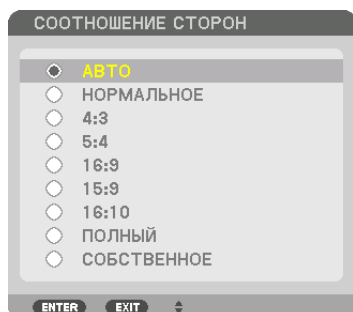 СООТНОШЕНИЕ СТОРОН
АВТО
НОРМАЛЬНОЕ
4:3
5:4
16:9
15:9
16:10
ПОЛНЫЙ
СОБСТВЕННОЕ
ENTER EXIT